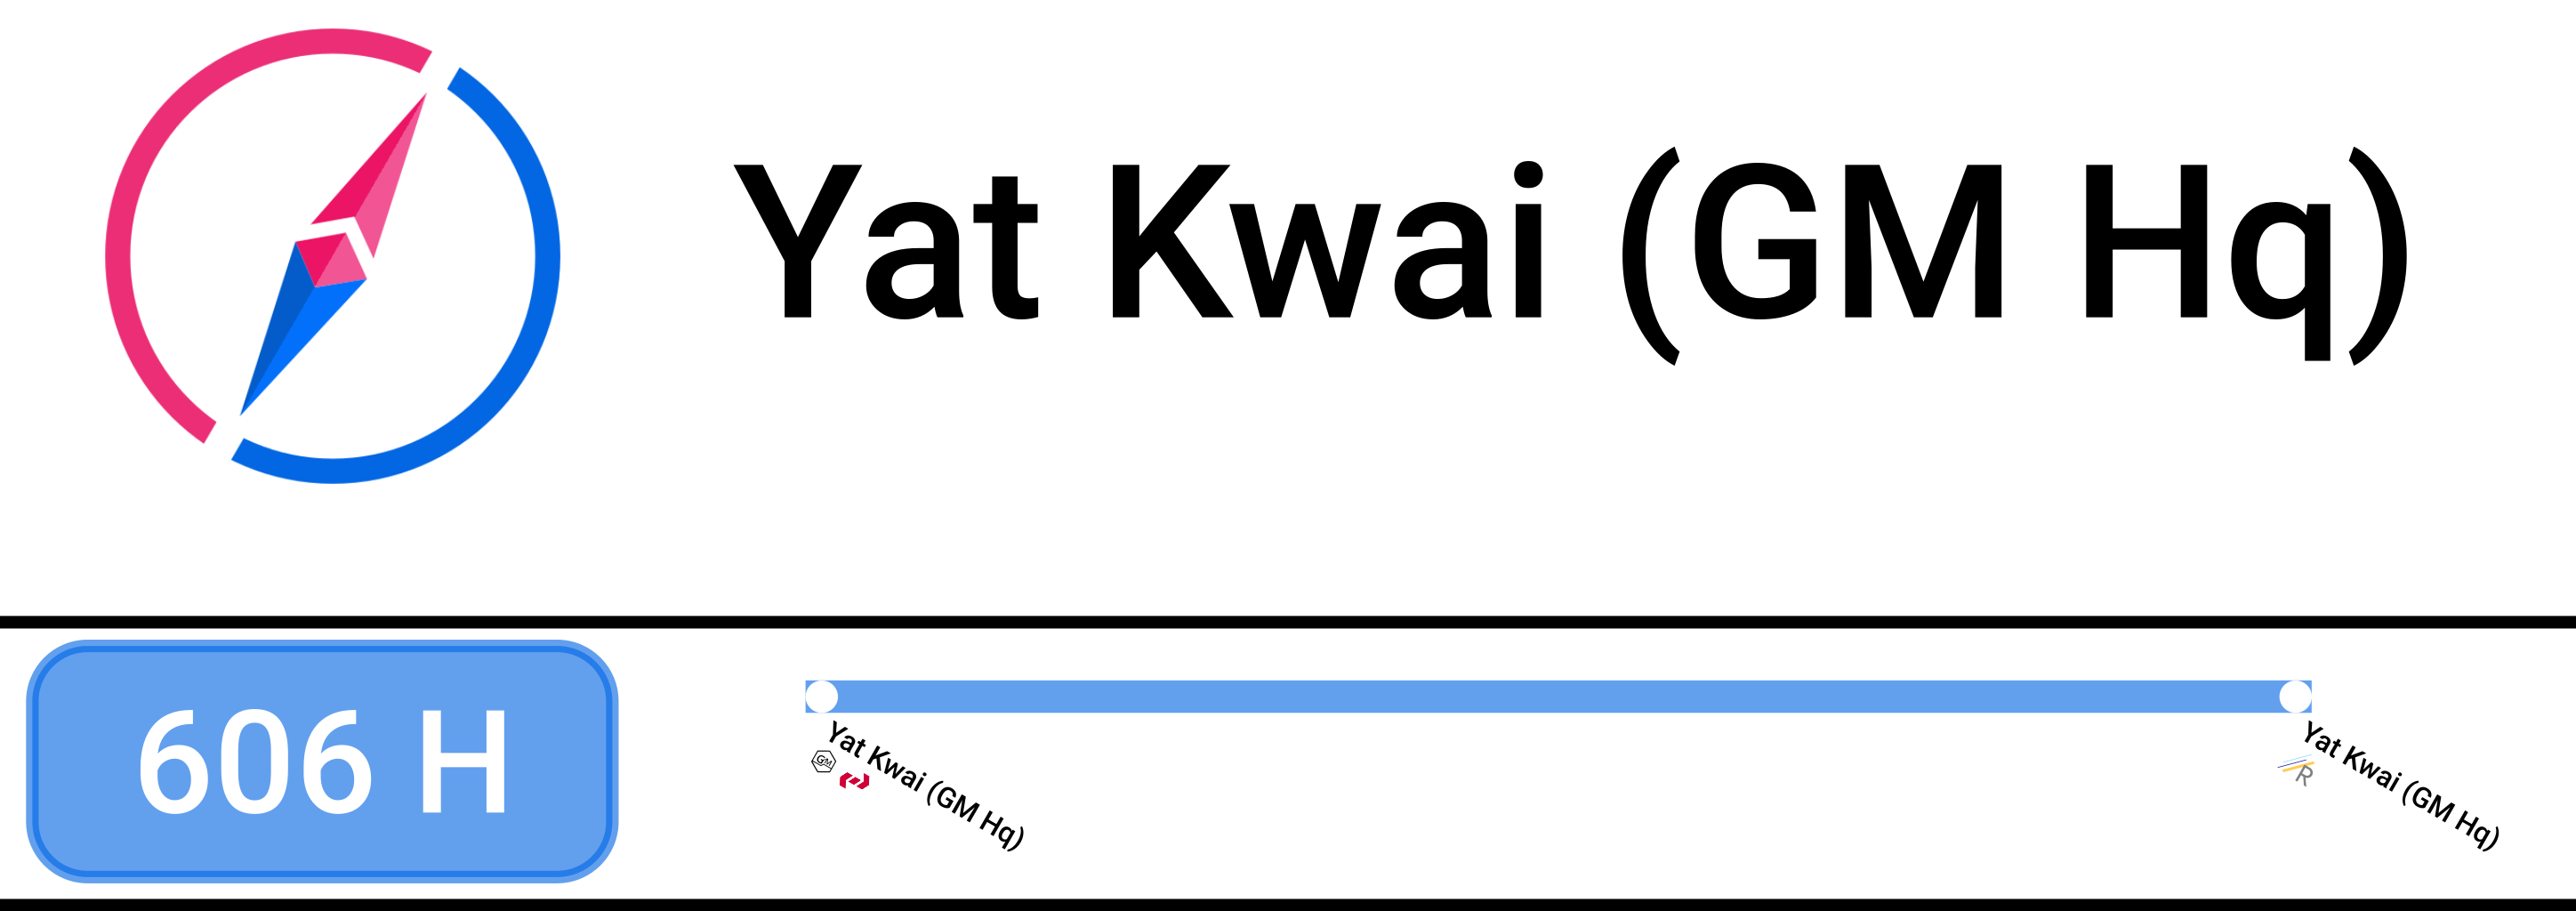 Yat Kwai (GM Hq)
606 H
Yat Kwai (GM Hq)
GM
Yat Kwai (GM Hq)
R